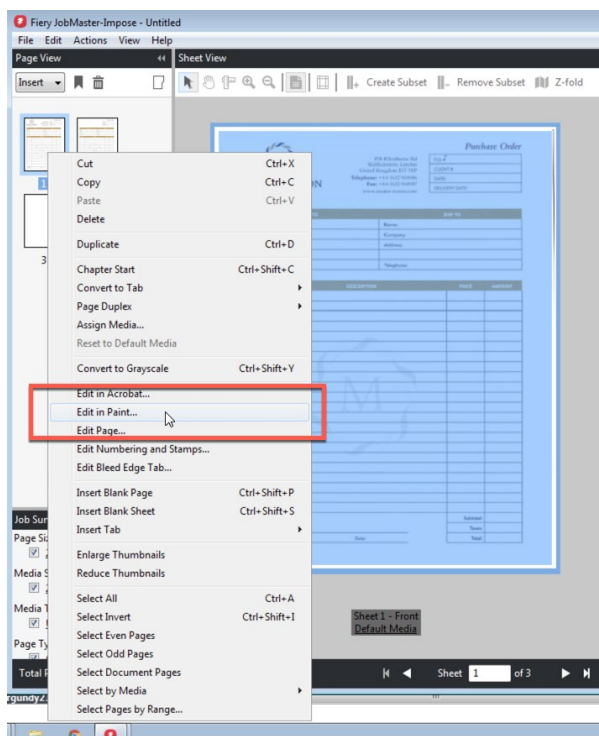 Fiery JobMaster-Impose - Untitle
File Edit Actions View Help
Page View
Sheet View
Insert
Create Subset
Remove Subset
Z-fold
Purchase Order
1
3
Cut Ctrl+X
Copy Ctrl+C
Paste Ctrl+V
Delete
Duplicate Ctrl+D
Chapter Start Ctrl+Shift+C
Convert to Tab
Page Duplex
Assign Media...
Reset to Default Media
Convert to Grayscale Ctrl+Shift+Y
Edit in Acrobat...
Edit in Paint...
Edit Page...
Edit Numbering and Stamps...
Edit Bleed Edge Tab...
Insert Blank Page Ctrl+Shift+P
Insert Blank Sheet Ctrl+Shift+S
Insert Tab
Enlarge Thumbnails
Reduce Thumbnails
Select All Ctrl+A
Select Invert Ctrl+Shift+I
Select Even Pages
Select Odd Pages
Select Document Pages
Select by Media
Select Pages by Range...
Telephone:
Fax:
Name:
Company
Address
Telephone
DESCRIPTION PRICE AMOUNT
M
Subtotal
Taxes
Date: Total
Job Sur
Page Si
Media S
Media T
Page Ty
Total P
Sheet 1 - Front
Default Media
Sheet 1 of 3